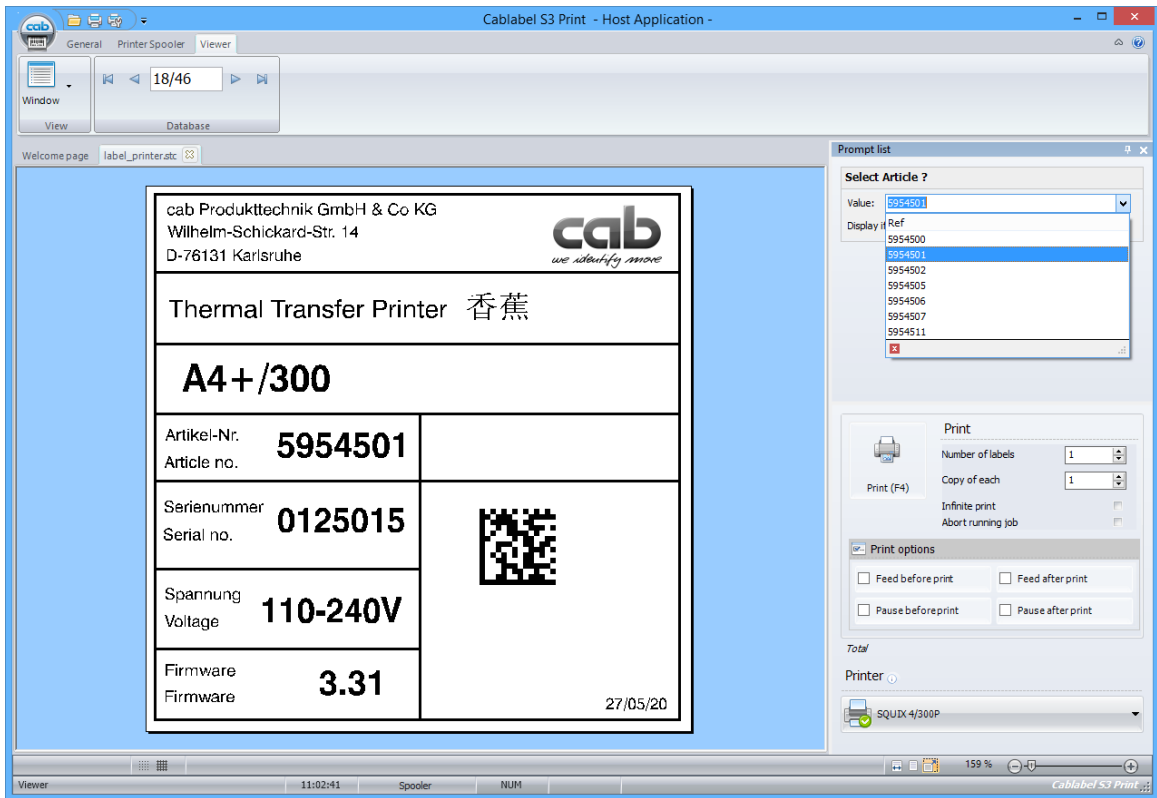 cab
Cablabel S3 Print - Host Application -
General Printer Spooler Viewer
18/46
Window
View Database
Welcome page label_printer.stc
cab Produkttechnik GmbH & Co KG
Wilhelm-Schickard-Str. 14
D-76131 Karlsruhe
cab
we identify more
Thermal Transfer Printer 香蕉
A4+/300
Artikel-Nr.
Article no.
5954501
Serienummer
Serial no.
0125015
Spannung
Voltage
110-240V
Firmware
Firmware
3.31
27/05/20
Prompt list
Select Article ?
Value: 5954501
Display i
Ref
5954500
5954501
5954502
5954505
5954506
5954507
5954511
Print (F4)
Print
Number of labels 1
Copy of each 1
Infinite print
Abort running job
Print options
Feed before print Feed after print
Pause before print Pause after print
Total
Printer
SQUIX 4/300P
159 %
Viewer 11:02:41 Spooler NUM Cablabel S3 Print